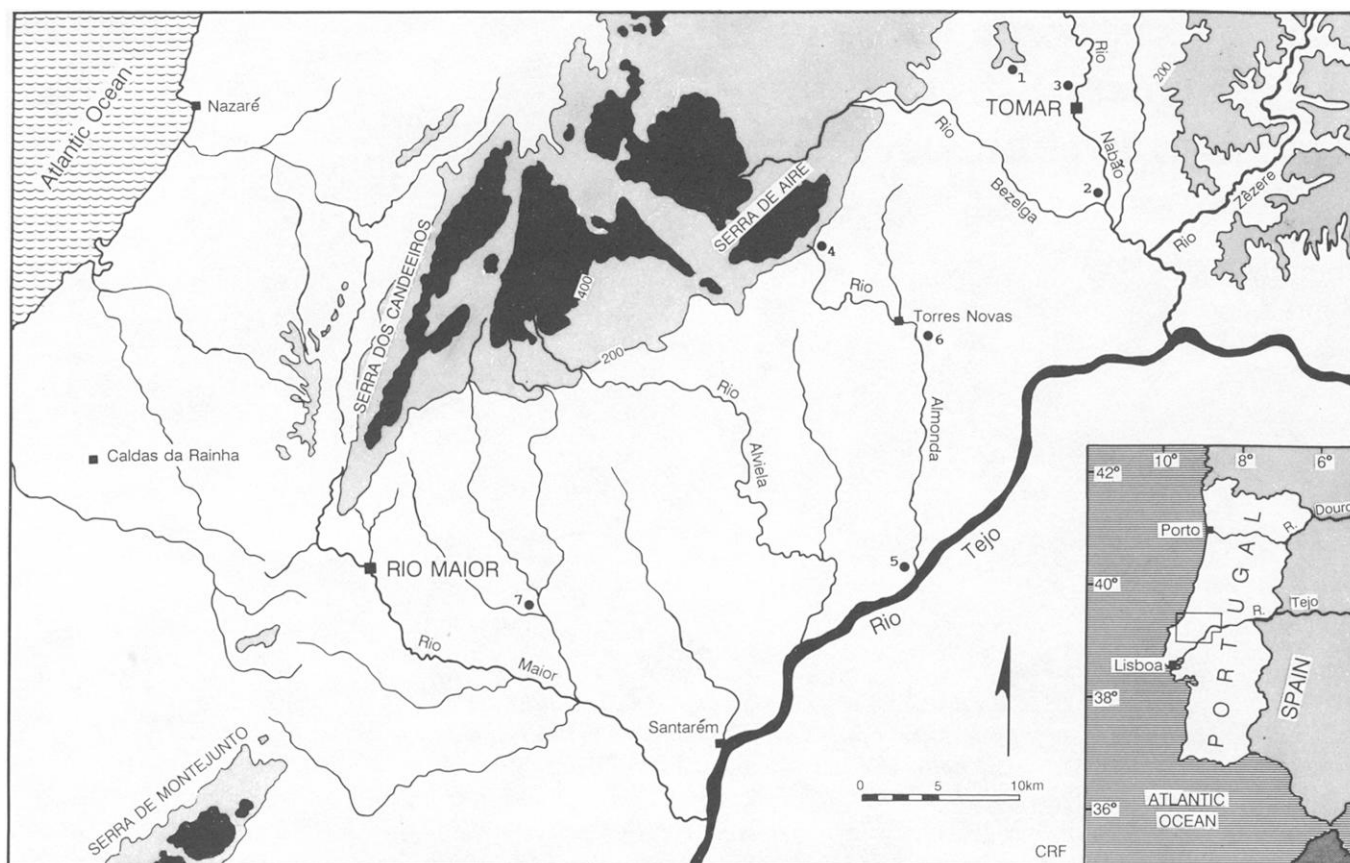 Atlantic Ocean
Nazaré
SERRA DOS CANDEEIROS
SERRA DE AIRE
400
200
Rio
Bezelga
1
3
TOMAR
Rio
Nabão
2
200
Rio
Zêzere
4
Rio
Torres Novas
6
Almonda
Rio
Alviela
5
Rio
Tejo
Caldas da Rainha
RIO MAIOR
7
Rio
Maior
Santarém
SERRA DE MONTEJUNTO
0
5
10km
CRF
10°
8°
6°
42°
40°
38°
36°
Porto
R.
Douro
PORTUGAL
R.
Tejo
Lisboa
SPAIN
ATLANTIC
OCEAN